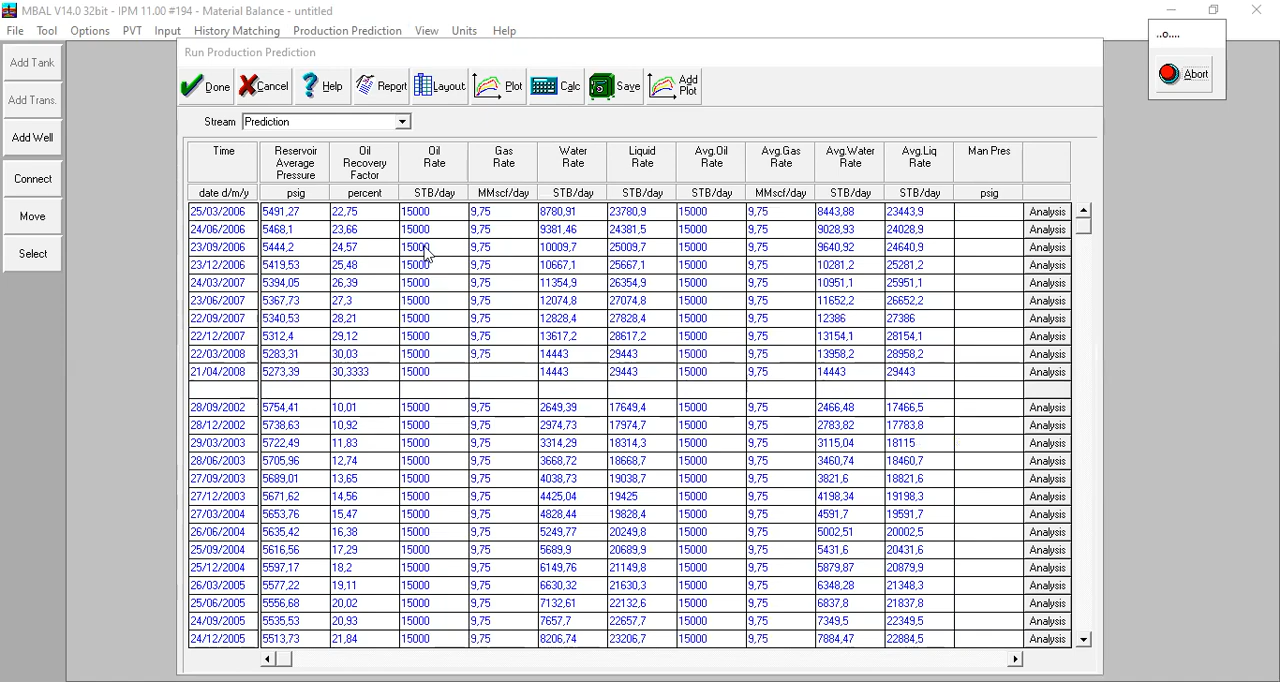 MBAL V14.0 32bit - IPM 11.00 #194 - Material Balance - untitled
File Tool Options PVT Input History Matching Production Prediction View Units Help
..o....
Abort
Add Tank
Add Trans.
Add Well
Connect
Move
Select
Run Production Prediction
Done Cancel Help Report Layout Plot Calc Save Add Plot
Stream Prediction
Time Reservoir Average Pressure Oil Recovery Factor Oil Rate Gas Rate Water Rate Liquid Rate Avg.Oil Rate Avg.Gas Rate Avg.Water Rate Avg.Liq Rate Man Pres
date d/m/y psig percent STB/day MMscf/day STB/day STB/day STB/day MMscf/day STB/day STB/day psig
25/03/2006 5491,27 22,75 15000 9,75 8780,91 23780,9 15000 9,75 8443,88 23443,9 Analysis
24/06/2006 5468,1 23,66 15000 9,75 9381,46 24381,5 15000 9,75 9028,93 24028,9 Analysis
23/09/2006 5444,2 24,57 15000 9,75 10009,7 25009,7 15000 9,75 9640,92 24640,9 Analysis
23/12/2006 5419,53 25,48 15000 9,75 10667,1 25667,1 15000 9,75 10281,2 25281,2 Analysis
24/03/2007 5394,05 26,39 15000 9,75 11354,9 26354,9 15000 9,75 10951,1 25951,1 Analysis
23/06/2007 5367,73 27,3 15000 9,75 12074,8 27074,8 15000 9,75 11652,2 26652,2 Analysis
22/09/2007 5340,53 28,21 15000 9,75 12828,4 27828,4 15000 9,75 12386 27386 Analysis
22/12/2007 5312,4 29,12 15000 9,75 13617,2 28617,2 15000 9,75 13154,1 28154,1 Analysis
22/03/2008 5283,31 30,03 15000 9,75 14443 29443 15000 9,75 13958,2 28958,2 Analysis
21/04/2008 5273,39 30,3333 15000 14443 29443 15000 9,75 14443 29443 Analysis
28/09/2002 5754,41 10,01 15000 9,75 2649,39 17649,4 15000 9,75 2466,48 17466,5 Analysis
28/12/2002 5738,63 10,92 15000 9,75 2974,73 17974,7 15000 9,75 2783,82 17783,8 Analysis
29/03/2003 5722,49 11,83 15000 9,75 3314,29 18314,3 15000 9,75 3115,04 18115 Analysis
28/06/2003 5705,96 12,74 15000 9,75 3668,72 18668,7 15000 9,75 3460,74 18460,7 Analysis
27/09/2003 5689,01 13,65 15000 9,75 4038,73 19038,7 15000 9,75 3821,6 18821,6 Analysis
27/12/2003 5671,62 14,56 15000 9,75 4425,04 19425 15000 9,75 4198,34 19198,3 Analysis
27/03/2004 5653,76 15,47 15000 9,75 4828,44 19828,4 15000 9,75 4591,7 19591,7 Analysis
26/06/2004 5635,42 16,38 15000 9,75 5249,77 20249,8 15000 9,75 5002,51 20002,5 Analysis
25/09/2004 5616,56 17,29 15000 9,75 5689,9 20689,9 15000 9,75 5431,6 20431,6 Analysis
25/12/2004 5597,17 18,2 15000 9,75 6149,76 21149,8 15000 9,75 5879,87 20879,9 Analysis
26/03/2005 5577,22 19,11 15000 9,75 6630,32 21630,3 15000 9,75 6348,28 21348,3 Analysis
25/06/2005 5556,68 20,02 15000 9,75 7132,61 22132,6 15000 9,75 6837,8 21837,8 Analysis
24/09/2005 5535,53 20,93 15000 9,75 7657,7 22657,7 15000 9,75 7349,5 22349,5 Analysis
24/12/2005 5513,73 21,84 15000 9,75 8206,74 23206,7 15000 9,75 7884,47 22884,5 Analysis